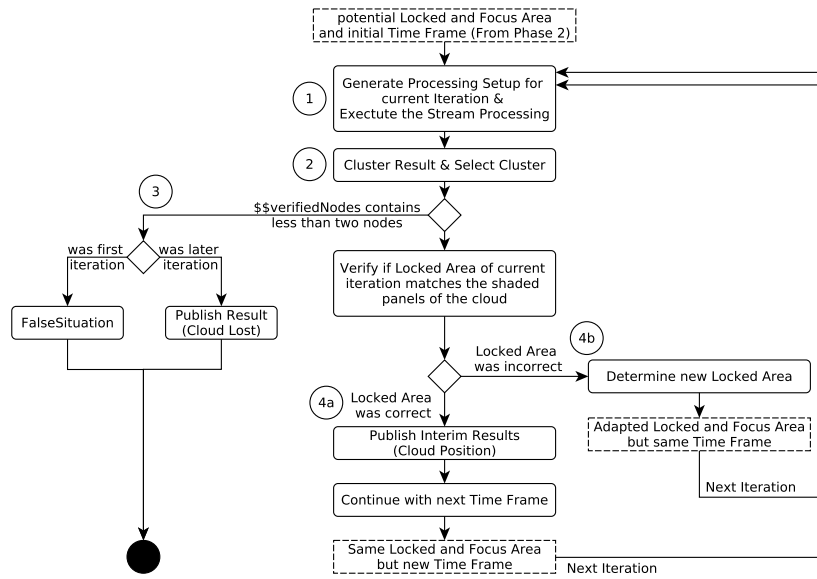 potential Locked and Focus Area
and initial Time Frame (From Phase 2)
1
Generate Processing Setup for
current Iteration &
Exectute the Stream Processing
2
Cluster Result & Select Cluster
3
$$verifiedNodes contains
less than two nodes
was first
iteration
was later
iteration
Verify if Locked Area of current
iteration matches the shaded
panels of the cloud
FalseSituation
Publish Result
(Cloud Lost)
4b
Locked Area
was incorrect
Determine new Locked Area
4a
Locked Area
was correct
Adapted Locked and Focus Area
but same Time Frame
Publish Interim Results
(Cloud Position)
Next Iteration
Continue with next Time Frame
Same Locked and Focus Area
but new Time Frame
Next Iteration